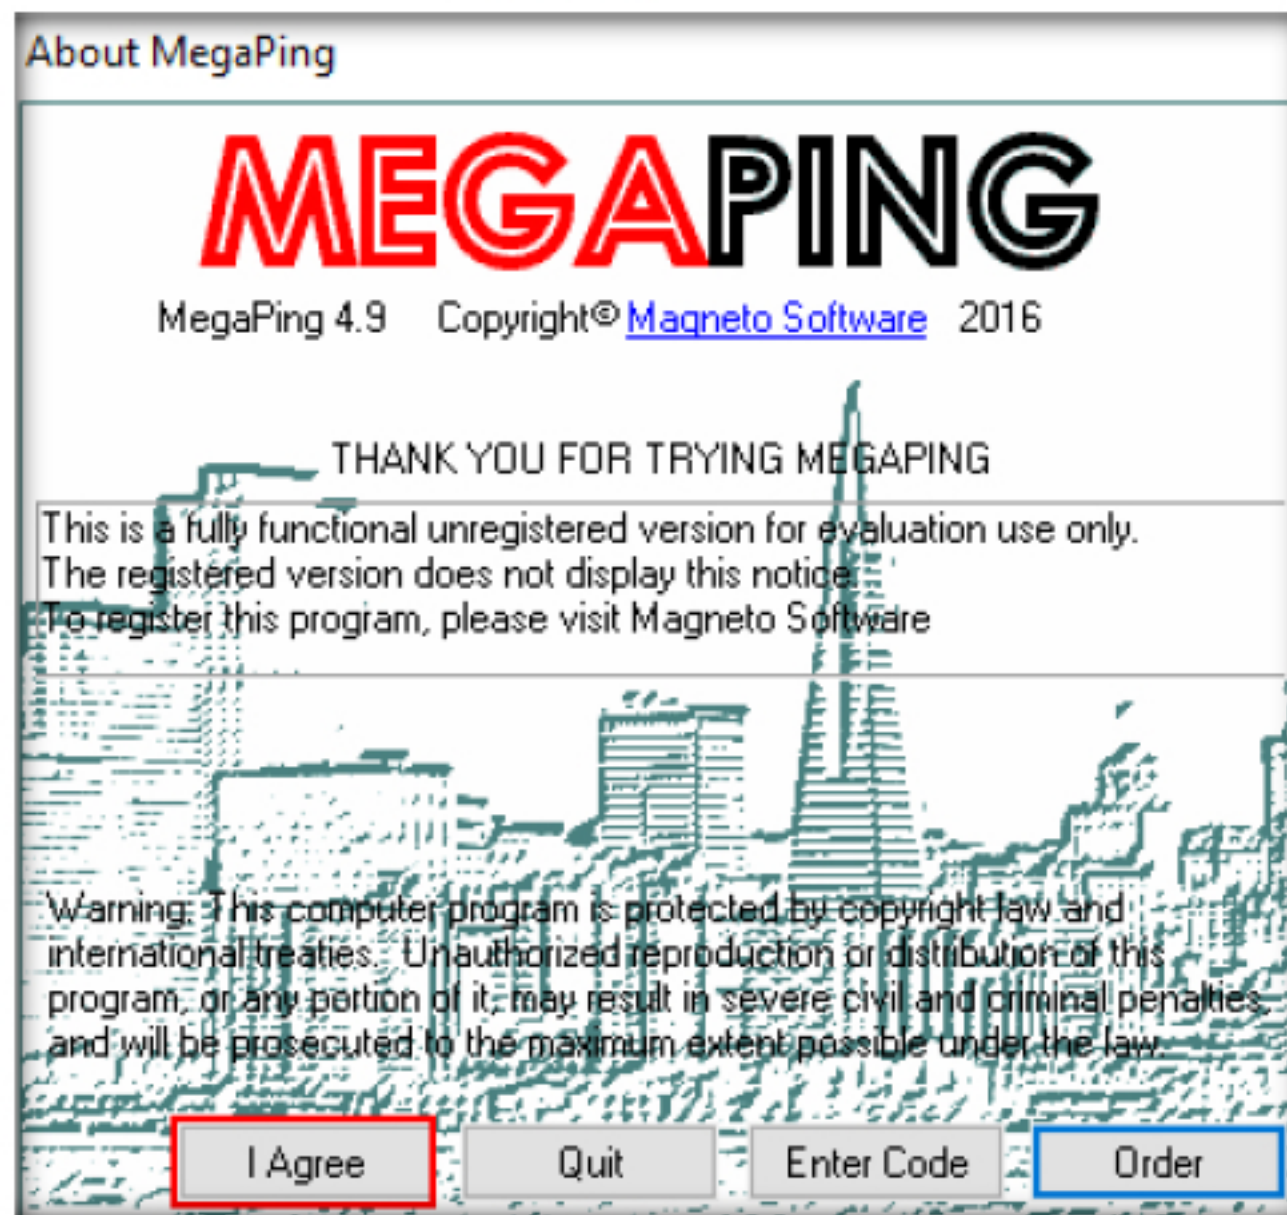 About MegaPing
MEGAPING
MegaPing 4.9 Copyright© Magneto Software 2016
THANK YOU FOR TRYING MEGAPING
This is a fully functional unregistered version for evaluation use only.
The registered version does not display this notice.
To register this program, please visit Magneto Software
Warning: This computer program is protected by copyright law and
international treaties. Unauthorized reproduction or distribution of this
program, or any portion of it, may result in severe civil and criminal penalties,
and will be prosecuted to the maximum extent possible under the law.
I Agree Quit Enter Code Order